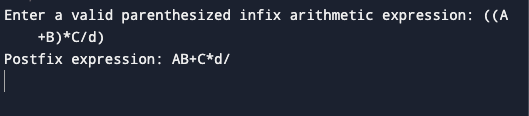 Enter a valid parenthesized infix arithmetic expression: ((A
+B)*C/d)
Postfix expression: AB+C*d/